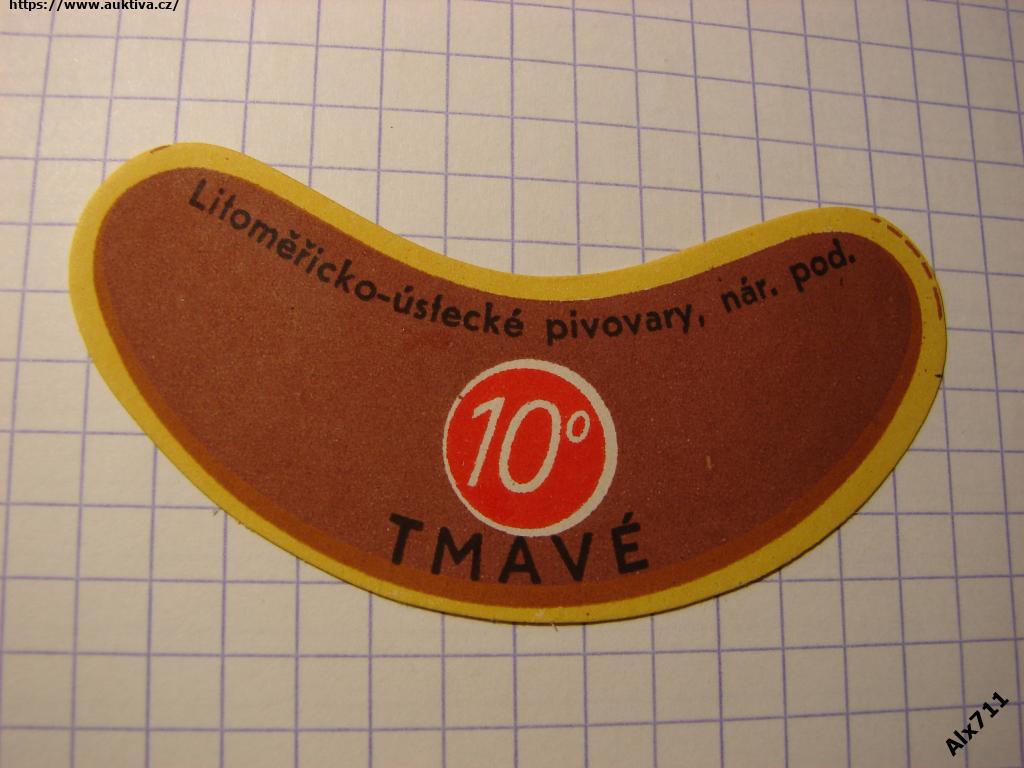 https://www.auktiva.cz/
Litoměřicko-ústecké pivovary, nár. pod.
10°
TMAVÉ
Alx711